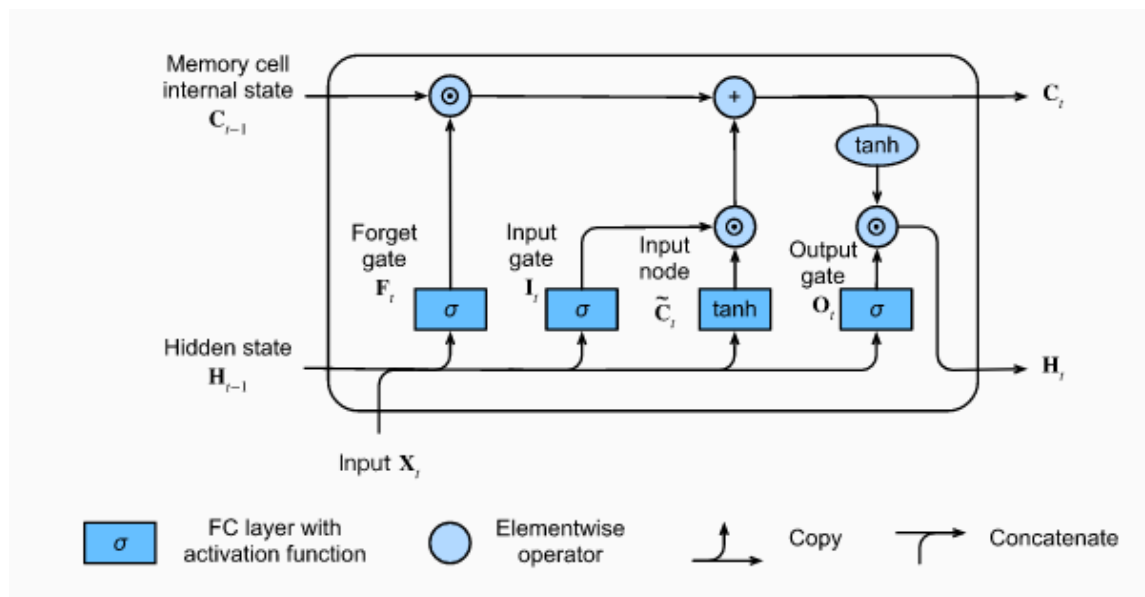 Memory cell
internal state
C_{t−1}
⊙
+
C_t
tanh
Forget
gate
F_t
Input
gate
I_t
⊙
Input
node
C̃_t
Output
gate
O_t
⊙
σ
σ
tanh
σ
Hidden state
H_{t−1}
H_t
Input X_t
σ
FC layer with
activation function
Elementwise
operator
Copy
Concatenate